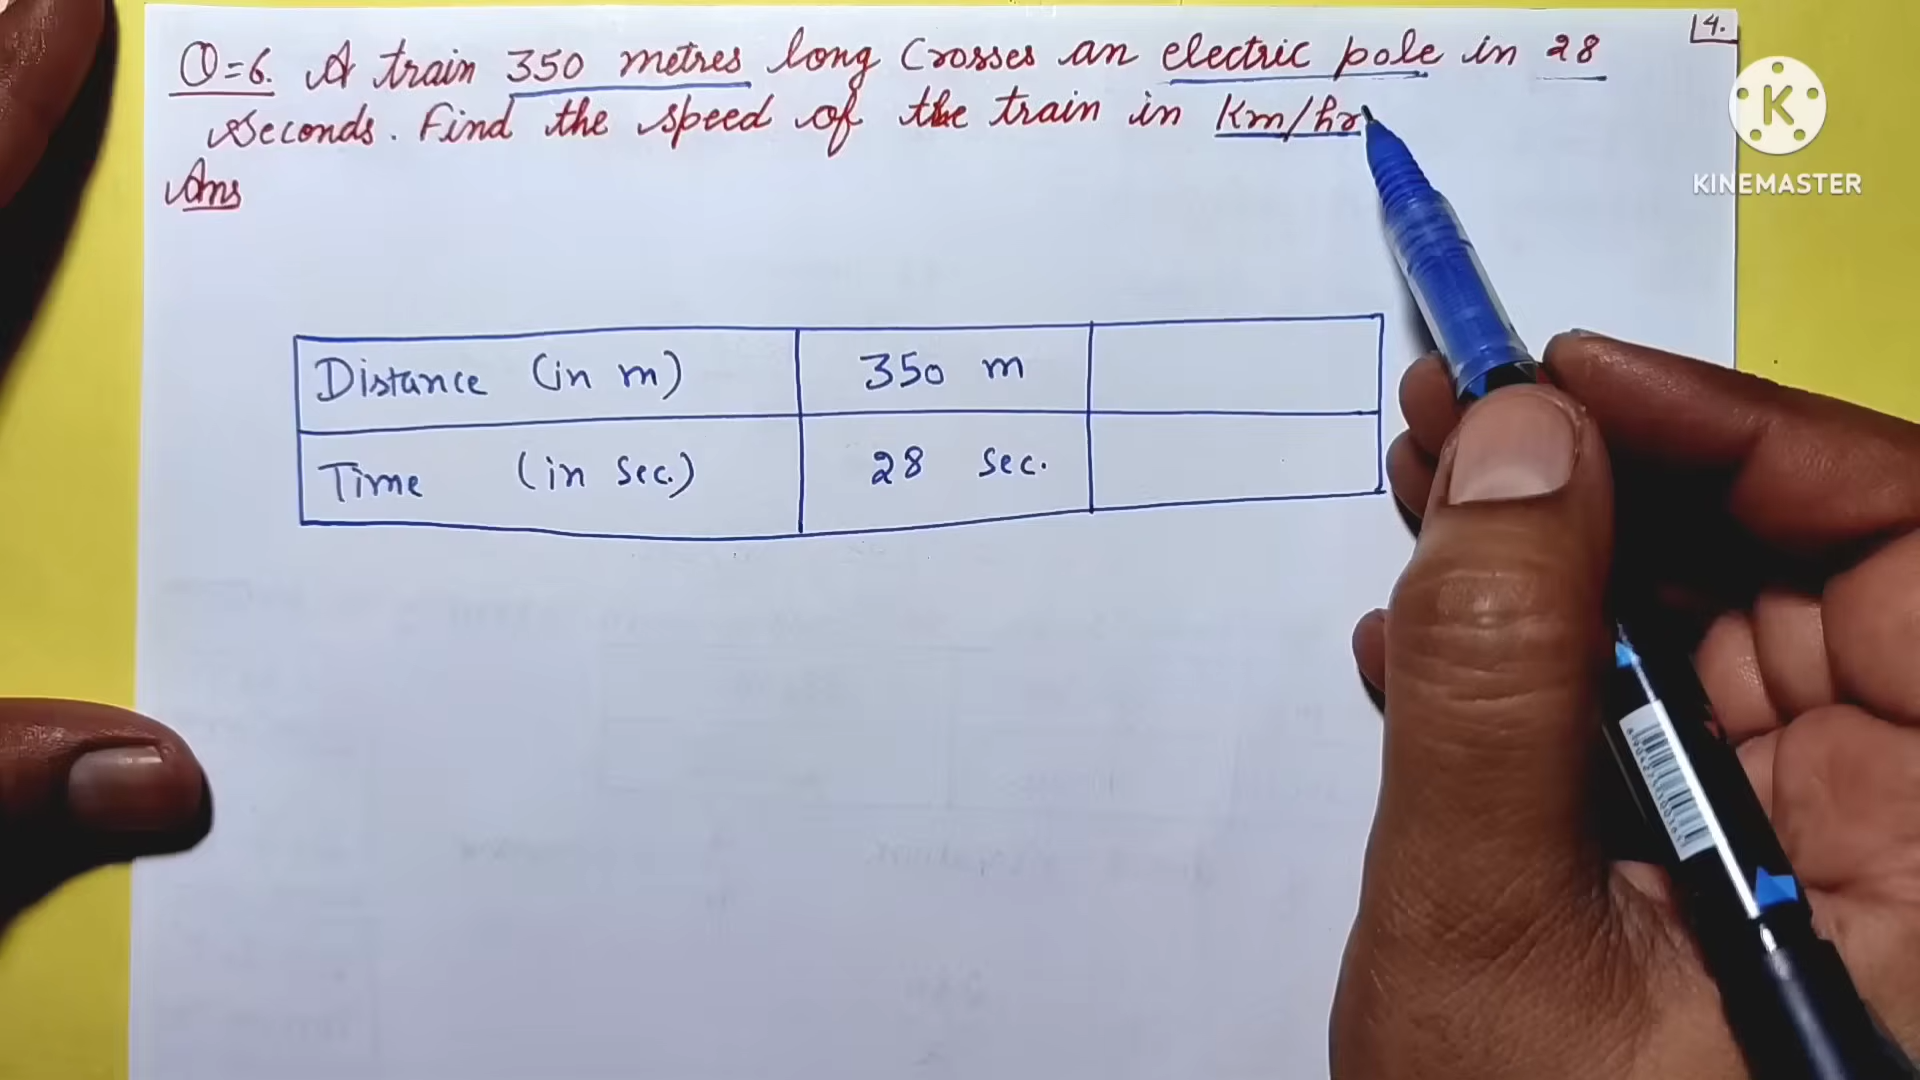 4.
Q=6. A train 350 metres long crosses an electric pole in 28
seconds. Find the speed of the train in Km/hr
Ans
K
KINEMASTER
Distance (in m) 350 m
Time (in sec.) 28 sec.